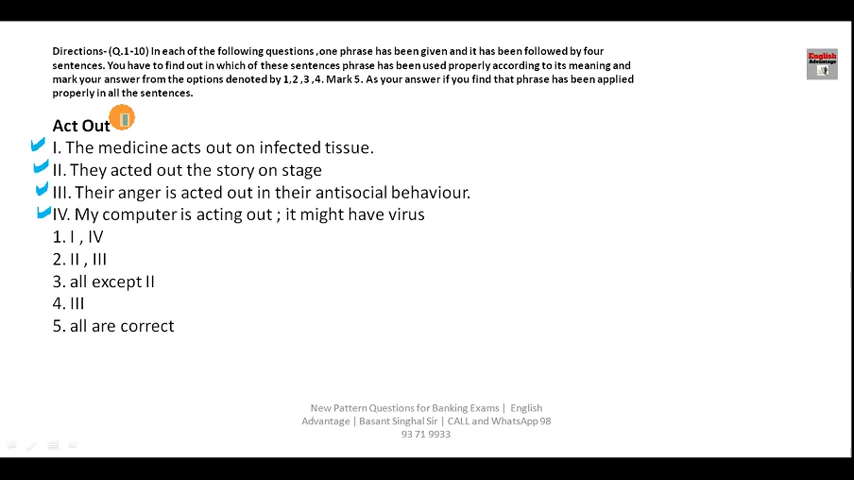 Directions- (Q.1-10) In each of the following questions ,one phrase has been given and it has been followed by four
sentences. You have to find out in which of these sentences phrase has been used properly according to its meaning and
mark your answer from the options denoted by 1,2 ,3 ,4. Mark 5. As your answer if you find that phrase has been applied
properly in all the sentences.
English
Advantage
Act Out
I. The medicine acts out on infected tissue.
II. They acted out the story on stage
III. Their anger is acted out in their antisocial behaviour.
IV. My computer is acting out ; it might have virus
1. I , IV
2. II , III
3. all except II
4. III
5. all are correct
New Pattern Questions for Banking Exams | English
Advantage | Basant Singhal Sir | CALL and WhatsApp 98
93 71 9933